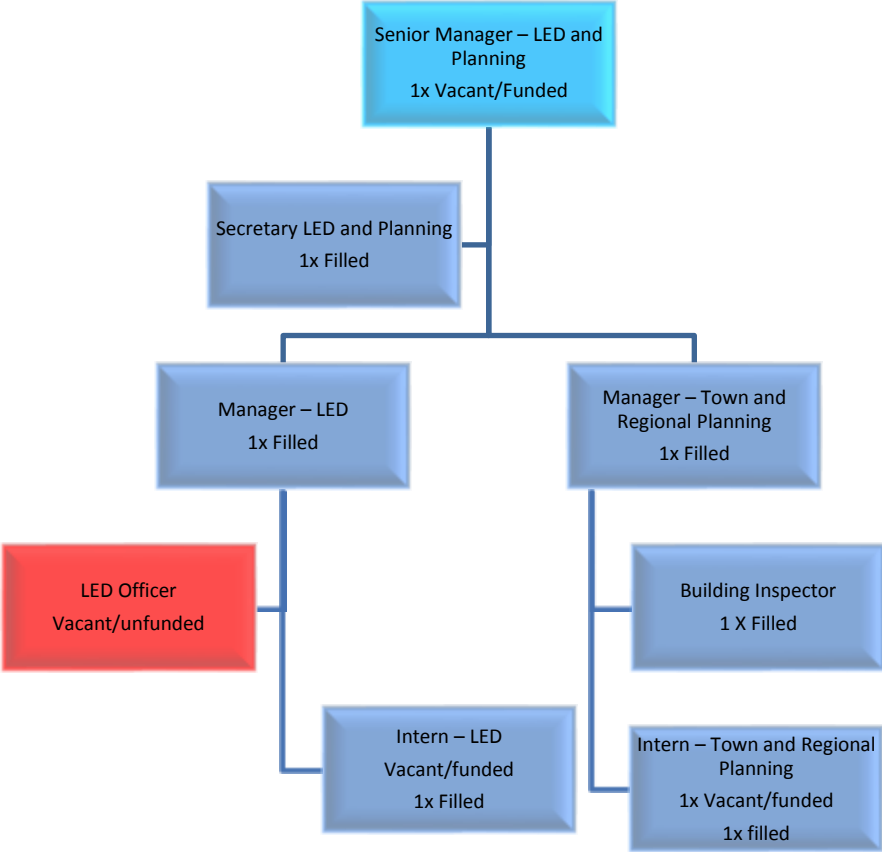 Senior Manager – LED and
Planning
1x Vacant/Funded
Secretary LED and Planning
1x Filled
Manager – LED
1x Filled
Manager – Town and
Regional Planning
1x Filled
LED Officer
Vacant/unfunded
Building Inspector
1 X Filled
Intern – LED
Vacant/funded
1x Filled
Intern – Town and Regional
Planning
1x Vacant/funded
1x filled